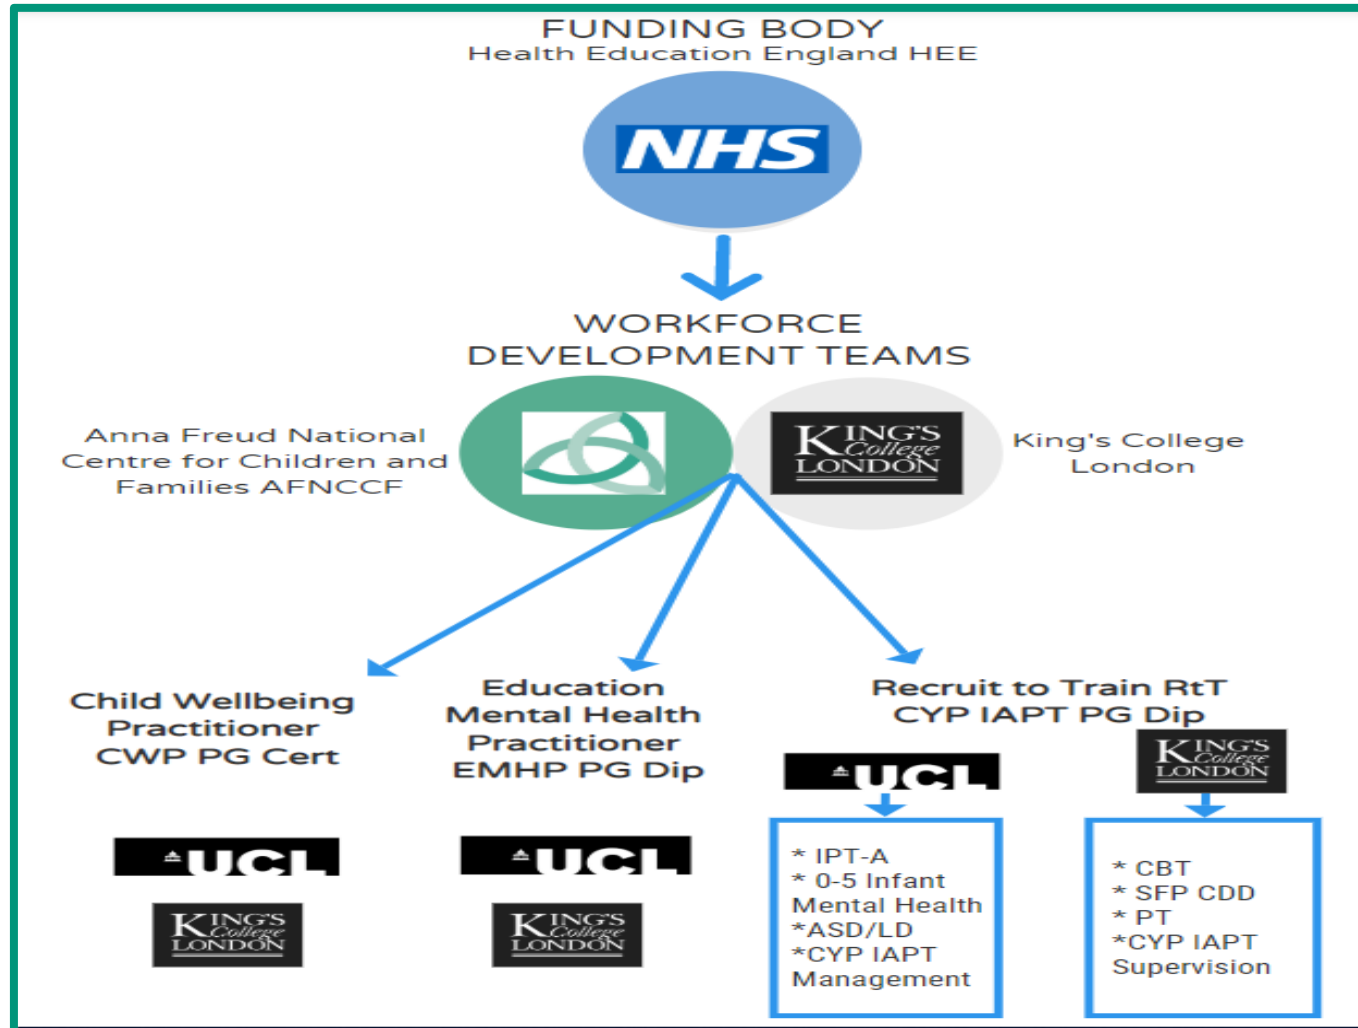 FUNDING BODY
Health Education England HEE
NHS
WORKFORCE
DEVELOPMENT TEAMS
Anna Freud National
Centre for Children and
Families AFNCCF
KING'S
College
LONDON
King's College
London
Child Wellbeing
Practitioner
CWP PG Cert
UCL
KING'S
College
LONDON
Education
Mental Health
Practitioner
EMHP PG Dip
UCL
KING'S
College
LONDON
Recruit to Train RtT
CYP IAPT PG Dip
UCL
* IPT-A
* 0-5 Infant
Mental Health
*ASD/LD
*CYP IAPT
Management
KING'S
College
LONDON
* CBT
* SFP CDD
* PT
*CYP IAPT
Supervision